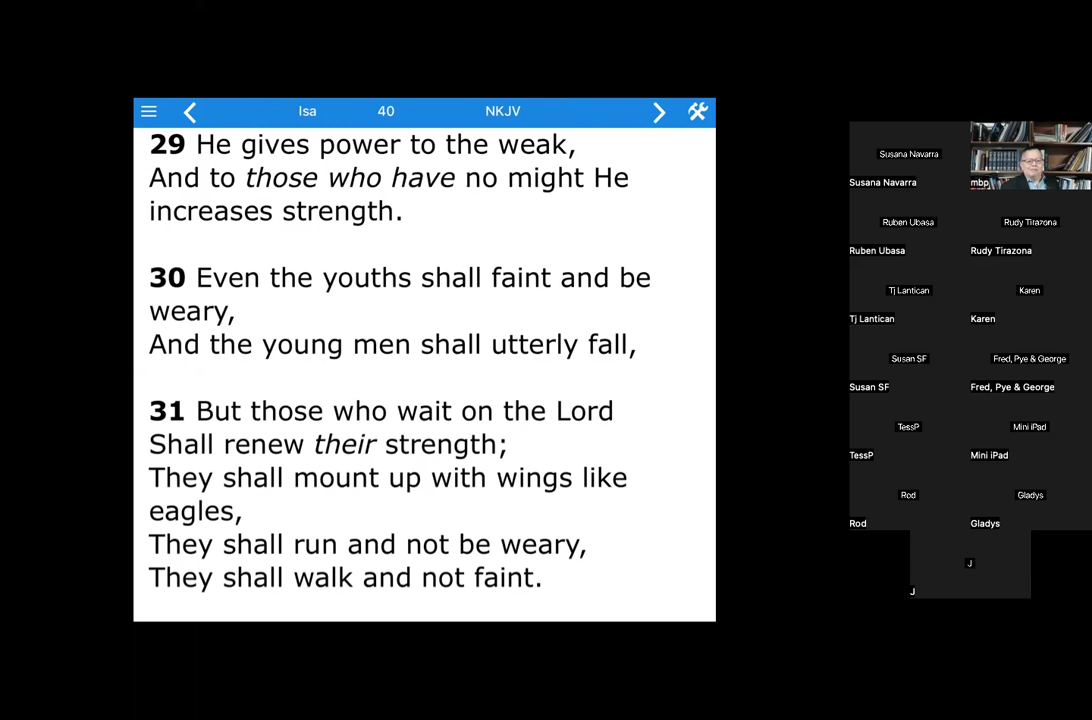 Isa 40 NKJV
29 He gives power to the weak,
And to those who have no might He
increases strength.
30 Even the youths shall faint and be
weary,
And the young men shall utterly fall,
31 But those who wait on the Lord
Shall renew their strength;
They shall mount up with wings like
eagles,
They shall run and not be weary,
They shall walk and not faint.
Susana Navarra
Susana Navarra
mbp
Ruben Ubasa
Rudy Tirazona
Ruben Ubasa
Rudy Tirazona
Tj Lantican
Karen
Tj Lantican
Karen
Susan SF
Fred, Pye & George
Susan SF
Fred, Pye & George
TessP
Mini iPad
TessP
Mini iPad
Rod
Gladys
Rod
Gladys
J
J